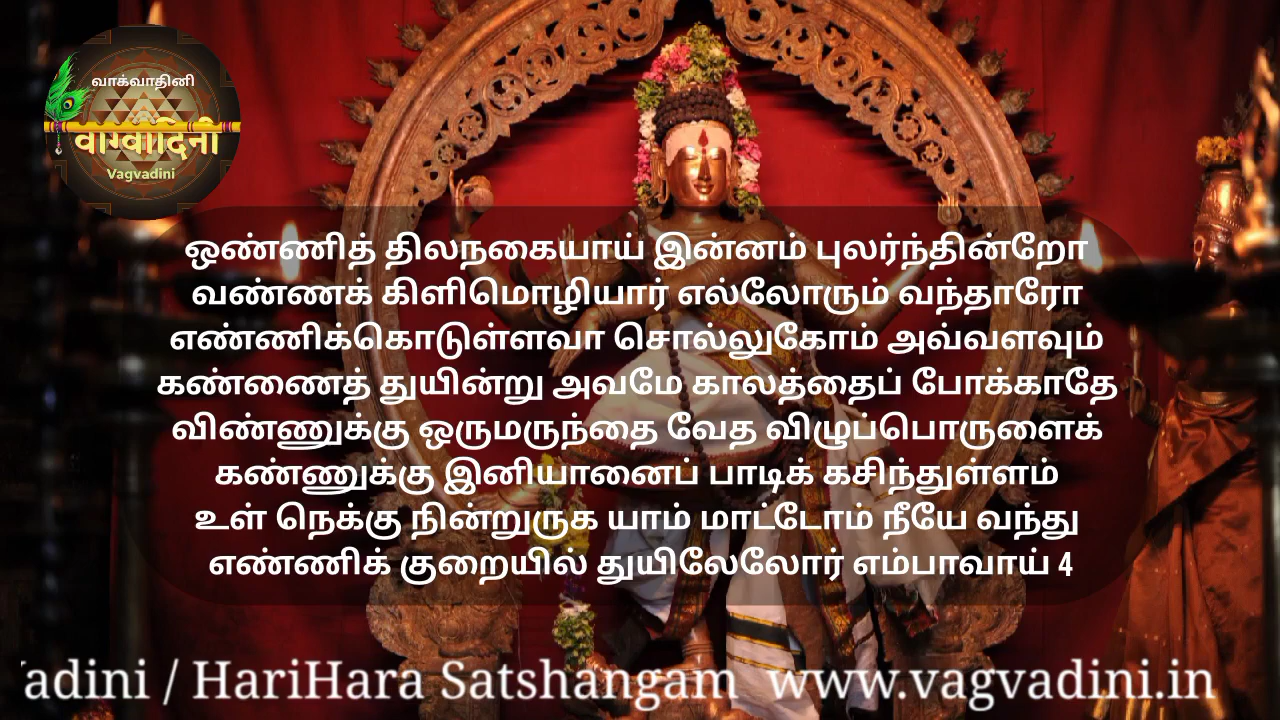 வாக்வாதினி
वाग्वादिनी
Vagvadini
ஒண்ணித் திலநகையாய் இன்னம் புலர்ந்தின்றோ
வண்ணக் கிளிமொழியார் எல்லோரும் வந்தாரோ
எண்ணிக்கொடுள்ளவா சொல்லுகோம் அவ்வளவும்
கண்ணைத் துயின்று அவமே காலத்தைப் போக்காதே
விண்ணுக்கு ஒருமருந்தை வேத விழுப்பொருளைக்
கண்ணுக்கு இனியானைப் பாடிக் கசிந்துள்ளம்
உள் நெக்கு நின்றுருக யாம் மாட்டோம் நீயே வந்து
எண்ணிக் குறையில் துயிலேலோர் எம்பாவாய் 4
adini / HariHara Satshangam www.vagvadini.in